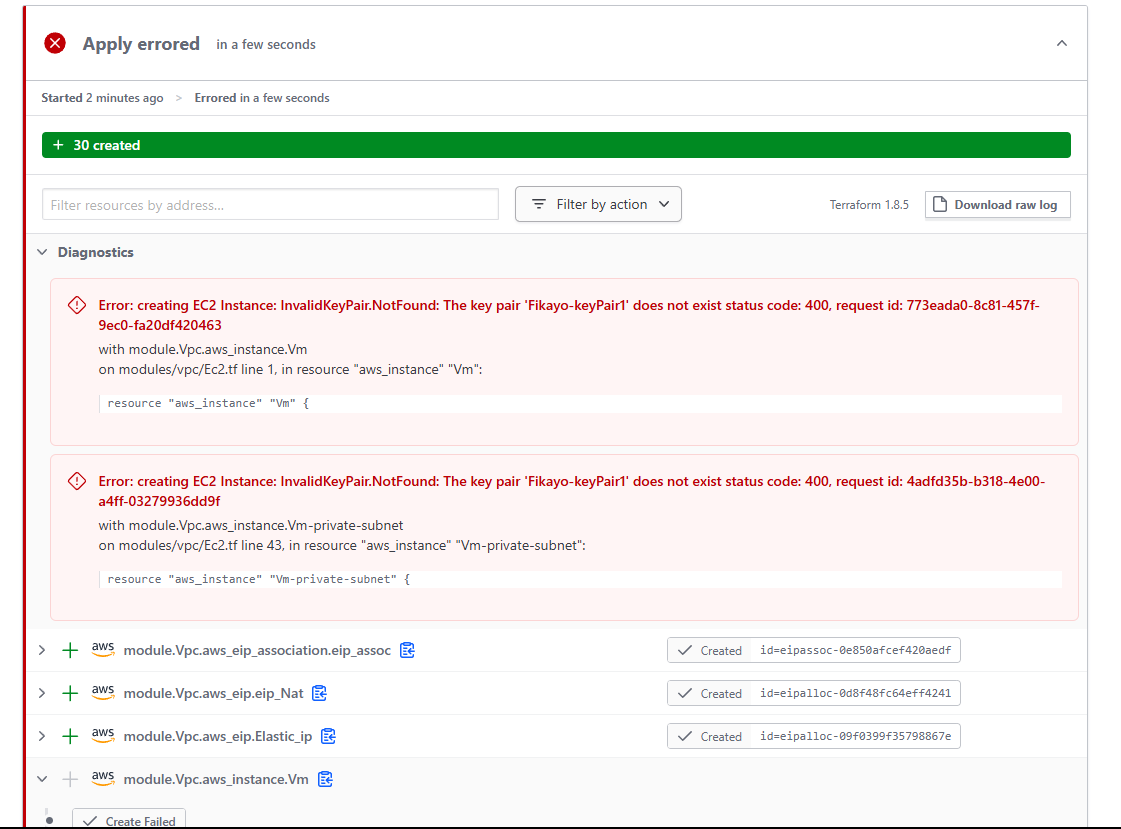 Apply errored in a few seconds
Started 2 minutes ago > Errored in a few seconds
+ 30 created
Filter resources by address...
Filter by action
Terraform 1.8.5
Download raw log
Diagnostics
Error: creating EC2 Instance: InvalidKeyPair.NotFound: The key pair 'Fikayo-keyPair1' does not exist status code: 400, request id: 773eada0-8c81-457f-
9ec0-fa20df420463
with module.Vpc.aws_instance.Vm
on modules/vpc/Ec2.tf line 1, in resource "aws_instance" "Vm":
resource "aws_instance" "Vm" {
Error: creating EC2 Instance: InvalidKeyPair.NotFound: The key pair 'Fikayo-keyPair1' does not exist status code: 400, request id: 4adfd35b-b318-4e00-
a4ff-03279936dd9f
with module.Vpc.aws_instance.Vm-private-subnet
on modules/vpc/Ec2.tf line 43, in resource "aws_instance" "Vm-private-subnet":
resource "aws_instance" "Vm-private-subnet" {
aws module.Vpc.aws_eip_association.eip_assoc Created id=eipassoc-0e850afcef420aedf
aws module.Vpc.aws_eip.eip_Nat Created id=eipalloc-0d8f48fc64eff4241
aws module.Vpc.aws_eip.Elastic_ip Created id=eipalloc-09f0399f35798867e
aws module.Vpc.aws_instance.Vm
Create Failed